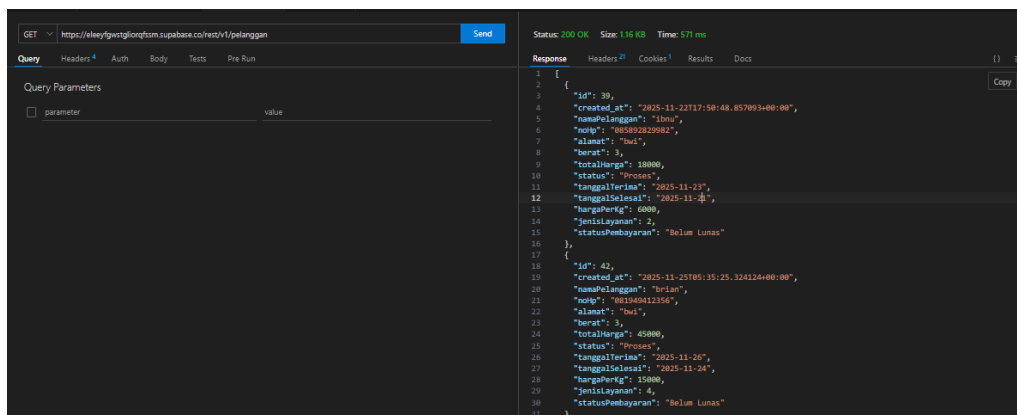 GET https://eleeyfgwstgliorqfssm.supabase.co/rest/v1/pelanggan Send
Query Headers 4 Auth Body Tests Pre Run
Query Parameters
parameter value
Status: 200 OK Size: 1.16 KB Time: 571 ms
Response Headers 21 Cookies 1 Results Docs {}
Copy
1 [
2 {
3 "id": 39,
4 "created_at": "2025-11-22T17:50:48.857093+00:00",
5 "namaPelanggan": "ibnu",
6 "noHp": "085892829982",
7 "alamat": "bwi",
8 "berat": 3,
9 "totalHarga": 18000,
10 "status": "Proses",
11 "tanggalTerima": "2025-11-23",
12 "tanggalSelesai": "2025-11-21",
13 "hargaPerKg": 6000,
14 "jenisLayanan": 2,
15 "statusPembayaran": "Belum Lunas"
16 },
17 {
18 "id": 42,
19 "created_at": "2025-11-25T05:35:25.324124+00:00",
20 "namaPelanggan": "brian",
21 "noHp": "081949412356",
22 "alamat": "bwi",
23 "berat": 3,
24 "totalHarga": 45000,
25 "status": "Proses",
26 "tanggalTerima": "2025-11-26",
27 "tanggalSelesai": "2025-11-24",
28 "hargaPerKg": 15000,
29 "jenisLayanan": 4,
30 "statusPembayaran": "Belum Lunas"
31 }